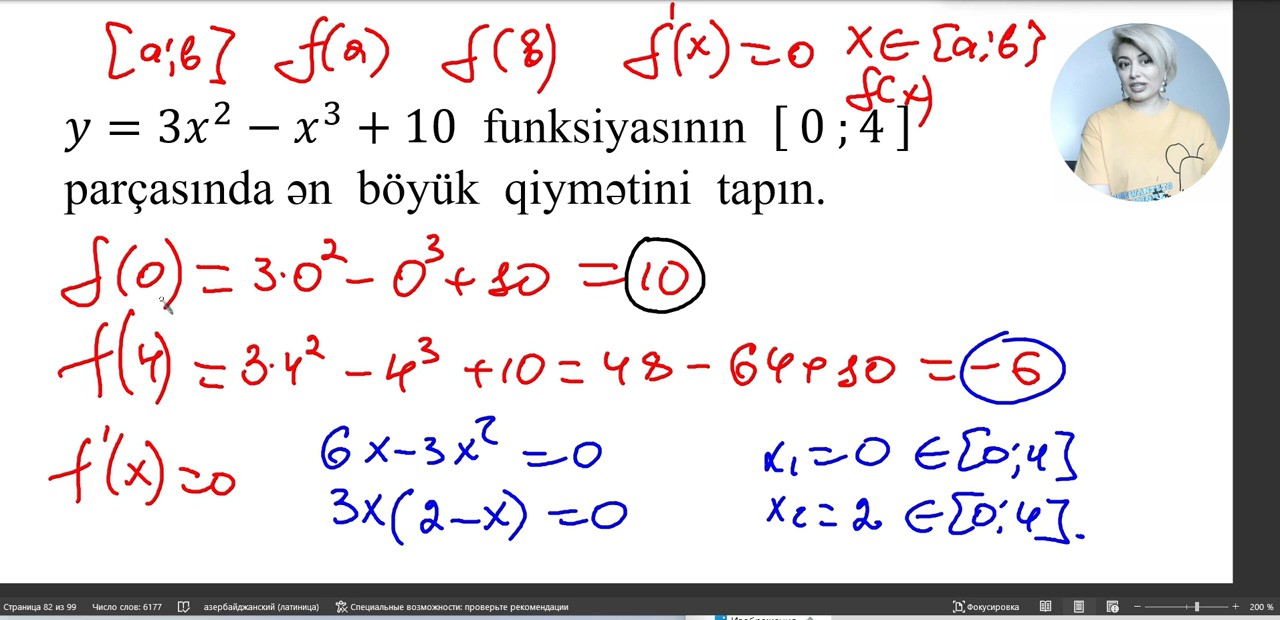 [a;b] f(a) f(b) f'(x)=0 x∈[a;b]
f(x)
y = 3x² − x³ + 10 funksiyasının [ 0 ; 4 ]
parçasında ən böyük qiymətini tapın.
f(0) = 3·0² − 0³ + 10 = 10
f(4) = 3·4² − 4³ + 10 = 48 − 64 + 10 = −6
f'(x)=0 6x−3x²=0 x₁=0 ∈[0;4]
3x(2−x)=0 x₂=2 ∈[0;4].
Страница 82 из 99 Число слов: 6177 азербайджанский (латиница) Специальные возможности: проверьте рекомендации Фокусировка 200 %